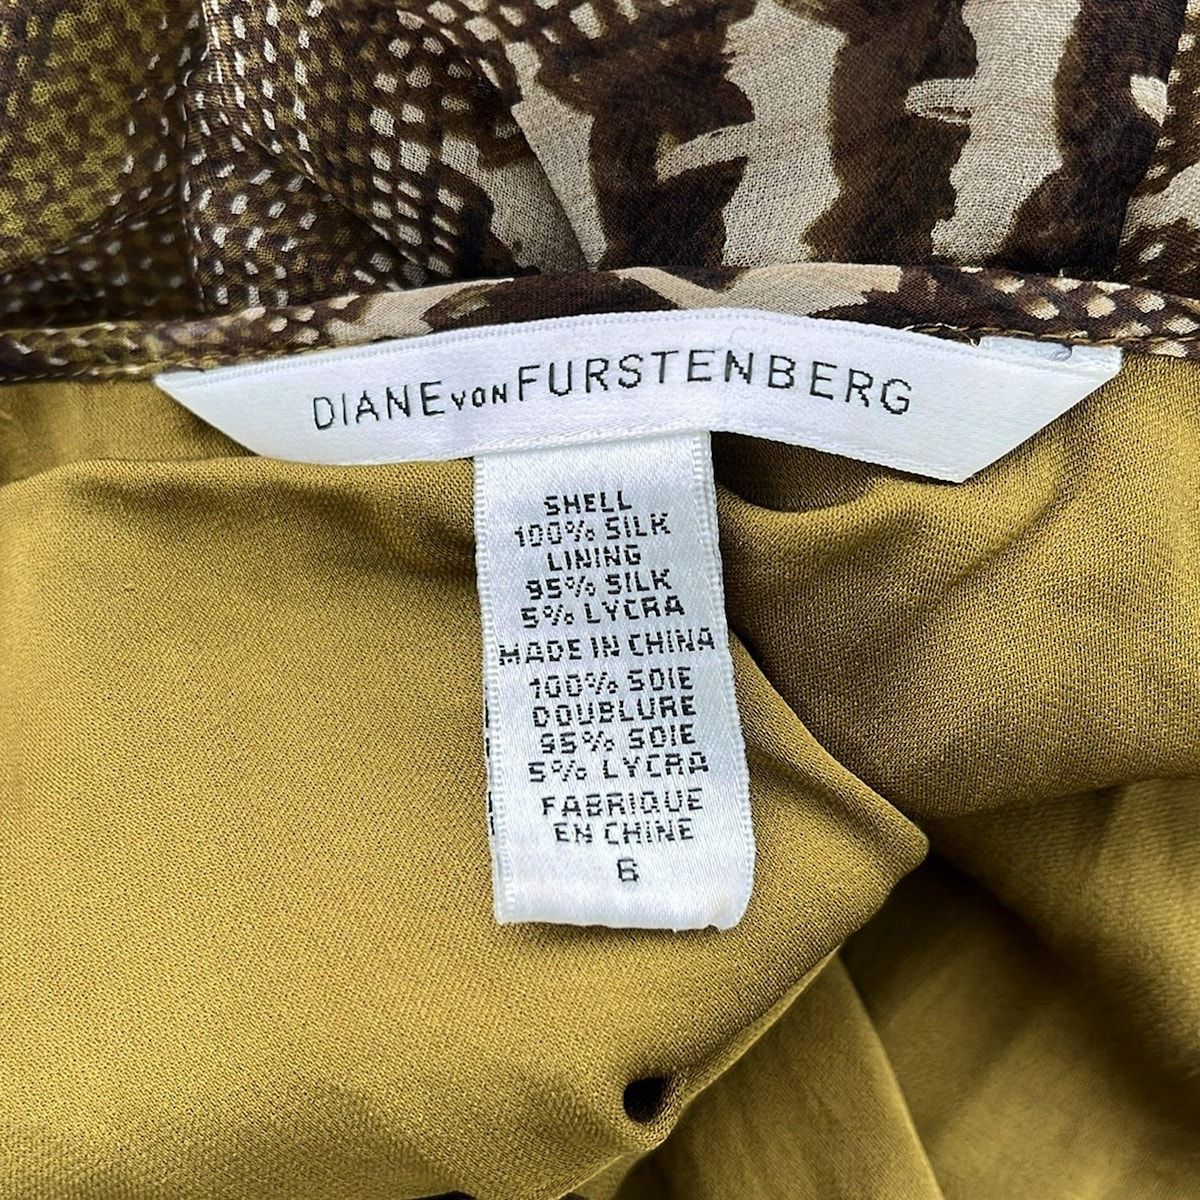 DIANE VON FURSTENBERG
SHELL
100% SILK
LINING
95% SILK
5% LYCRA
MADE IN CHINA
100% SOIE
DOUBLURE
95% SOIE
5% LYCRA
FABRIQUE
EN CHINE
6